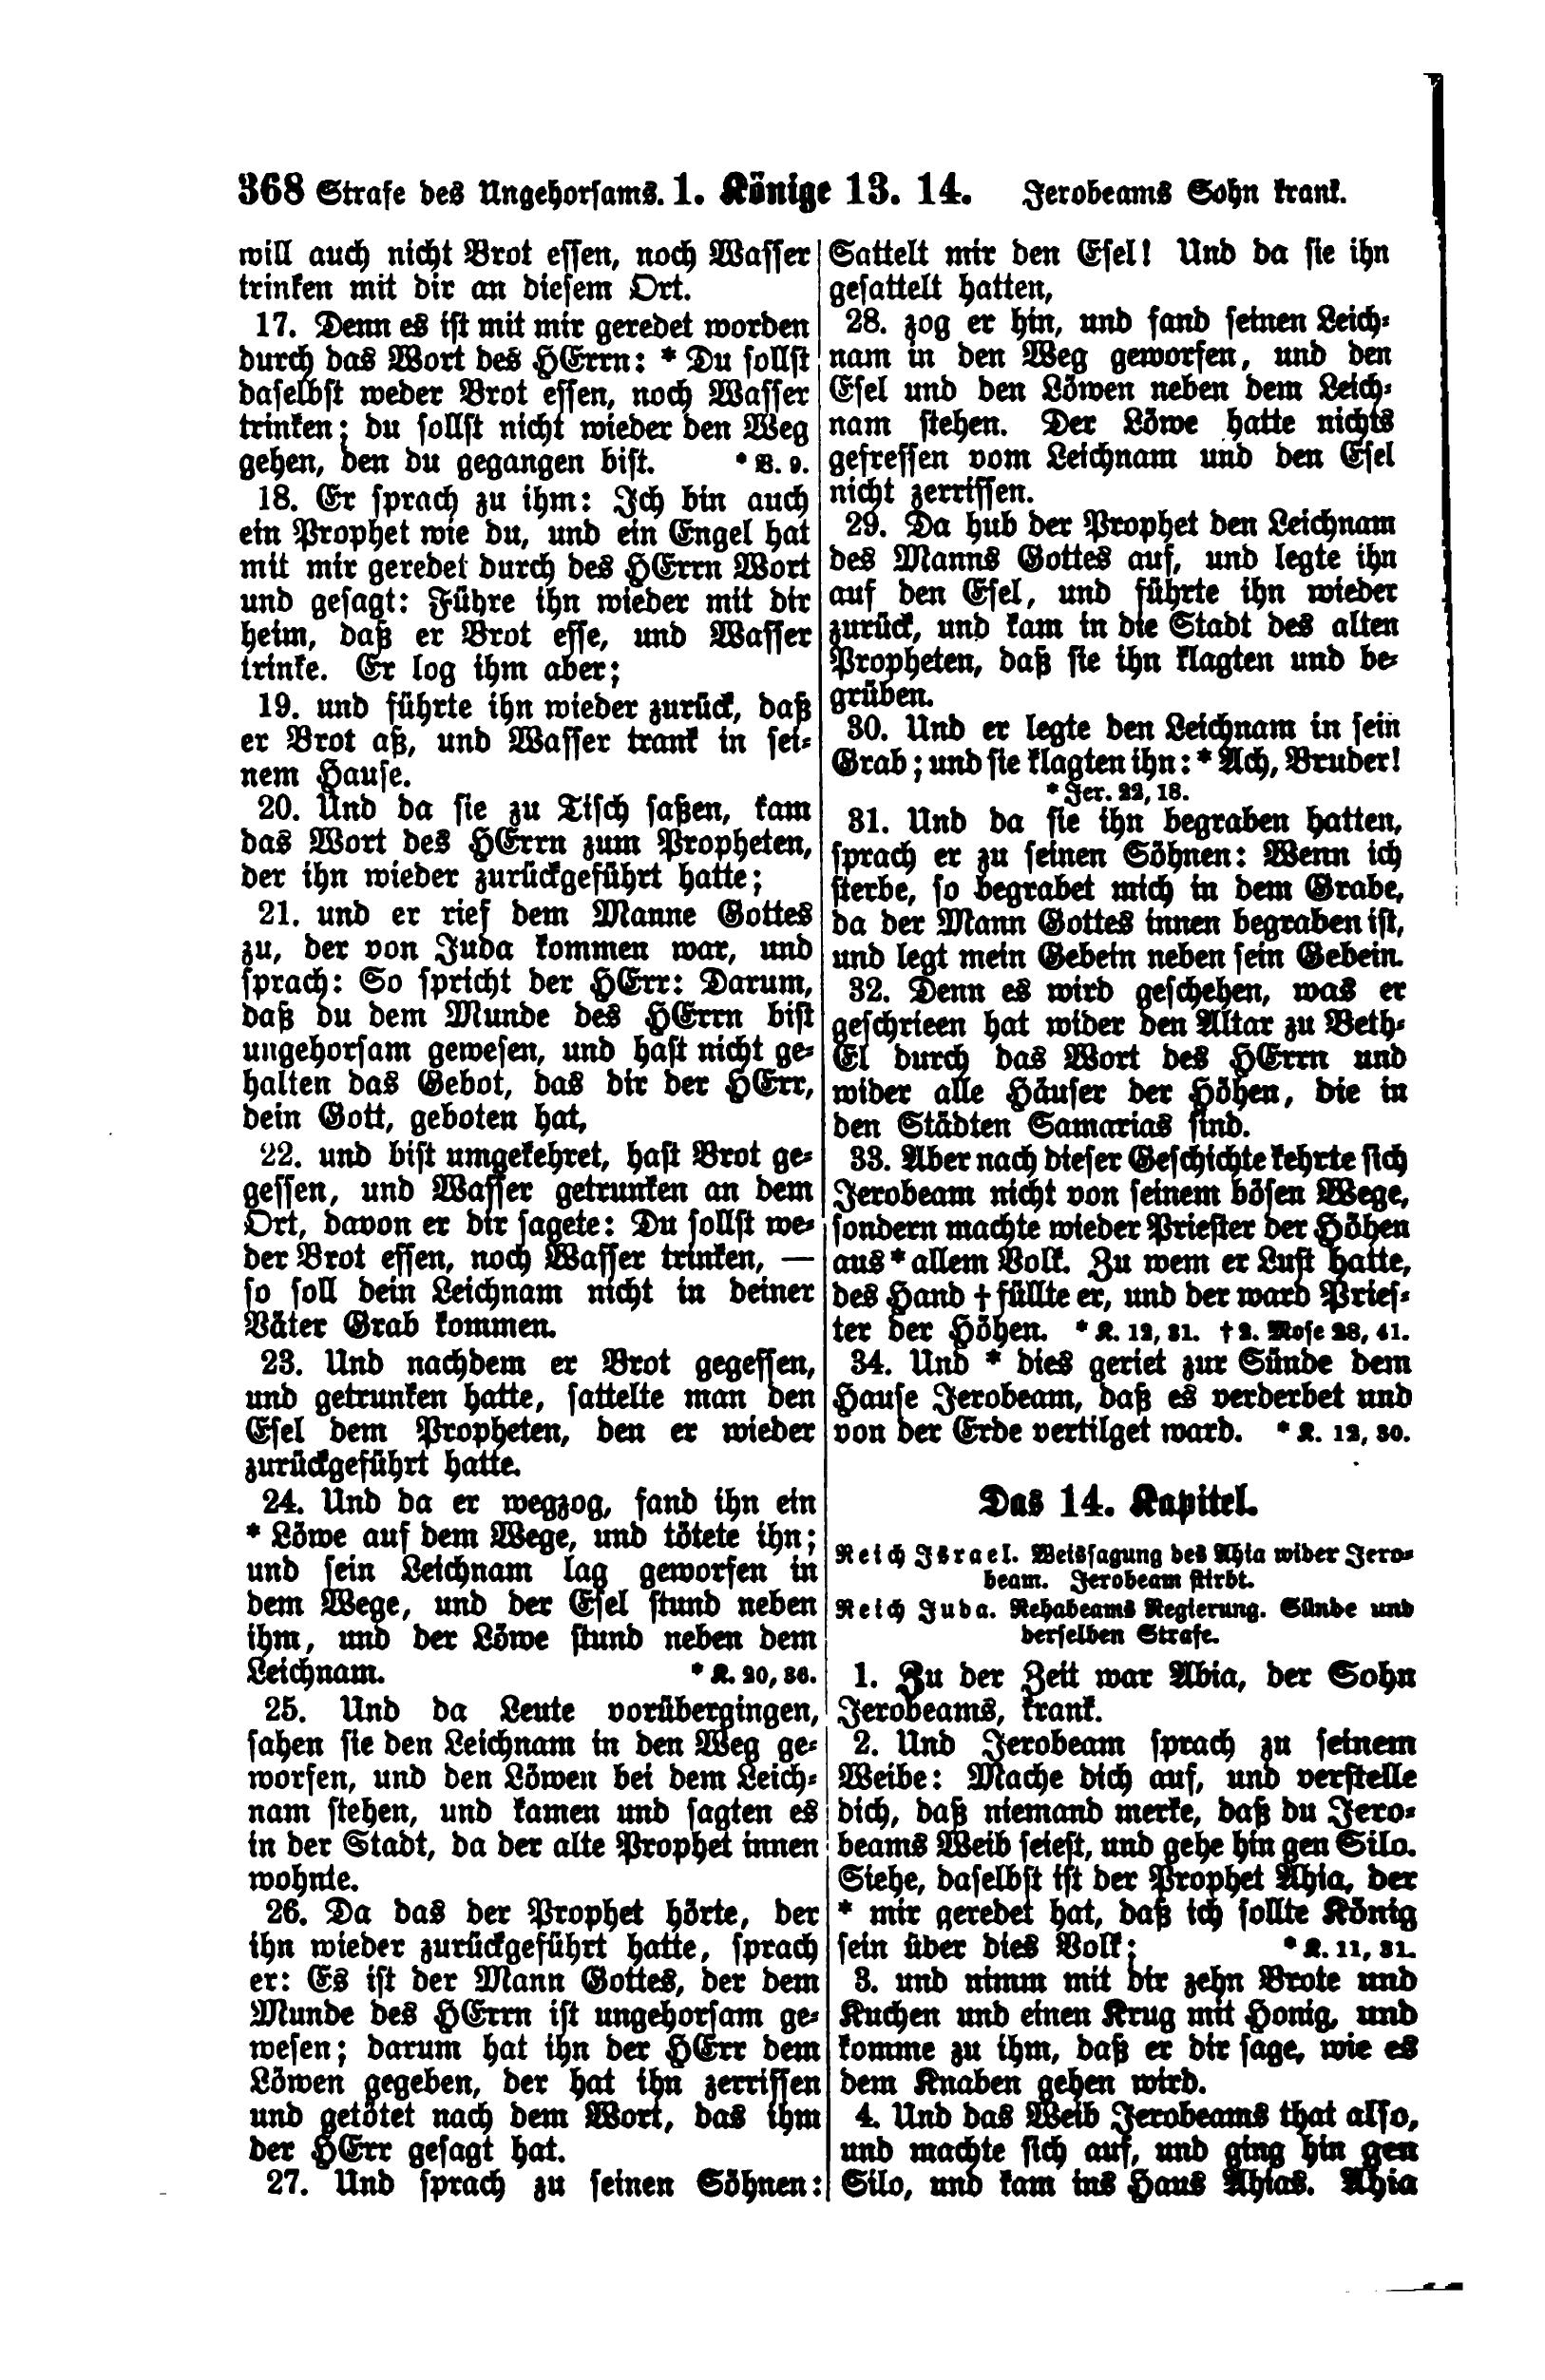 368 Strafe des Ungehorsams. 1. Könige 13. 14. Jerobeams Sohn krank.
will auch nicht Brot essen, noch Wasser
trinken mit dir an diesem Ort.
17. Denn es ist mit mir geredet worden
durch das Wort des HErrn: * Du sollst
daselbst weder Brot essen, noch Wasser
trinken; du sollst nicht wieder den Weg
gehen, den du gegangen bist. * V. 9.
18. Er sprach zu ihm: Ich bin auch
ein Prophet wie du, und ein Engel hat
mit mir geredet durch des HErrn Wort
und gesagt: Führe ihn wieder mit dir
heim, daß er Brot esse, und Wasser
trinke. Er log ihm aber;
19. und führte ihn wieder zurück, daß
er Brot aß, und Wasser trank in sei-
nem Hause.
20. Und da sie zu Tisch saßen, kam
das Wort des HErrn zum Propheten,
der ihn wieder zurückgeführt hatte;
21. und er rief dem Manne Gottes
zu, der von Juda kommen war, und
sprach: So spricht der HErr: Darum,
daß du dem Munde des HErrn bist
ungehorsam gewesen, und hast nicht ge-
halten das Gebot, das dir der HErr,
dein Gott, geboten hat,
22. und bist umgekehret, hast Brot ge-
gessen, und Wasser getrunken an dem
Ort, davon er dir sagete: Du sollst we-
der Brot essen, noch Wasser trinken, —
so soll dein Leichnam nicht in deiner
Väter Grab kommen.
23. Und nachdem er Brot gegessen,
und getrunken hatte, sattelte man den
Esel dem Propheten, den er wieder
zurückgeführt hatte.
24. Und da er wegzog, fand ihn ein
* Löwe auf dem Wege, und tötete ihn;
und sein Leichnam lag geworfen in
dem Wege, und der Esel stund neben
ihm, und der Löwe stund neben dem
Leichnam. * K. 20, 36.
25. Und da Leute vorübergingen,
sahen sie den Leichnam in den Weg ge-
worfen, und den Löwen bei dem Leich-
nam stehen, und kamen und sagten es
in der Stadt, da der alte Prophet innen
wohnte.
26. Da das der Prophet hörte, der
ihn wieder zurückgeführt hatte, sprach
er: Es ist der Mann Gottes, der dem
Munde des HErrn ist ungehorsam ge-
wesen; darum hat ihn der HErr dem
Löwen gegeben, der hat ihn zerrissen
und getötet nach dem Wort, das ihm
der HErr gesagt hat.
27. Und sprach zu seinen Söhnen:
Sattelt mir den Esel! Und da sie ihn
gesattelt hatten,
28. zog er hin, und fand seinen Leich-
nam in den Weg geworfen, und den
Esel und den Löwen neben dem Leich-
nam stehen. Der Löwe hatte nichts
gefressen vom Leichnam und den Esel
nicht zerrissen.
29. Da hub der Prophet den Leichnam
des Manns Gottes auf, und legte ihn
auf den Esel, und führte ihn wieder
zurück, und kam in die Stadt des alten
Propheten, daß sie ihn klagten und be-
grüben.
30. Und er legte den Leichnam in sein
Grab; und sie klagten ihn: * Ach, Bruder!
* Jer. 22, 18.
31. Und da sie ihn begraben hatten,
sprach er zu seinen Söhnen: Wenn ich
sterbe, so begrabet mich in dem Grabe,
da der Mann Gottes innen begraben ist,
und legt mein Gebein neben sein Gebein.
32. Denn es wird geschehen, was er
geschrieen hat wider den Altar zu Beth-
El durch das Wort des HErrn und
wider alle Häuser der Höhen, die in
den Städten Samarias sind.
33. Aber nach dieser Geschichte kehrte sich
Jerobeam nicht von seinem bösen Wege,
sondern machte wieder Priester der Höhen
aus * allem Volk. Zu wem er Lust hatte,
des Hand † füllte er, und der ward Pries-
ter der Höhen. * K. 12, 31. † 2. Mose 28, 41.
34. Und * dies geriet zur Sünde dem
Hause Jerobeam, daß es verderbet und
von der Erde vertilget ward. * K. 12, 30.
Das 14. Kapitel.
Reich Israel. Weissagung des Ahia wider Jero-
beam. Jerobeam stirbt.
Reich Juda. Rehabeams Regierung. Sünde und
derselben Strafe.
1. Zu der Zeit war Abia, der Sohn
Jerobeams, krank.
2. Und Jerobeam sprach zu seinem
Weibe: Mache dich auf, und verstelle
dich, daß niemand merke, daß du Jero-
beams Weib seiest, und gehe hin gen Silo.
Siehe, daselbst ist der Prophet Ahia, der
* mir geredet hat, daß ich sollte König
sein über dies Volk; * K. 11, 31.
3. und nimm mit dir zehn Brote und
Kuchen und einen Krug mit Honig, und
komme zu ihm, daß er dir sage, wie es
dem Knaben gehen wird.
4. Und das Weib Jerobeams that also,
und machte sich auf, und ging hin gen
Silo, und kam ins Haus Ahias. Ahia